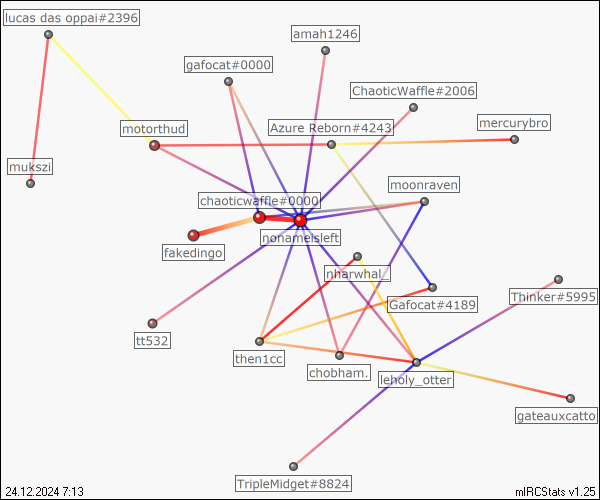 lucas das oppai#2396
amah1246
gafocat#0000
ChaoticWaffle#2006
motorthud
Azure Reborn#4243
mercurybro
mukszi
moonraven
chaoticwaffle#0000
nonameisleft
fakedingo
nharwhal_
Thinker#5995
Gafocat#4189
tt532
then1cc
chobham.
leholy_otter
gateauxcatto
TripleMidget#8824
24.12.2024 7:13
mIRCStats v1.25